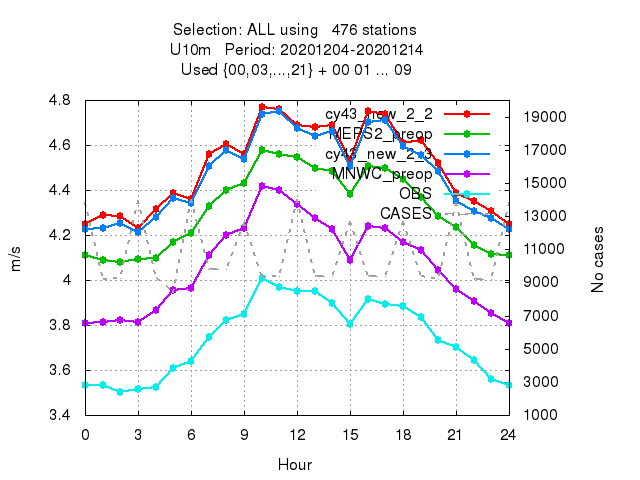 Selection: ALL using 476 stations
U10m Period: 20201204-20201214
Used {00,03,...,21} + 00 01 ... 09
4.8
4.6
4.4
4.2
4
3.8
3.6
3.4
m/s
cy43_new_2_2
MEPS2_preop
cy43_new_2.3
MNWC_preop
OBS
CASES
19000
17000
15000
13000
11000
9000
7000
5000
3000
1000
No cases
0 3 6 9 12 15 18 21 24
Hour